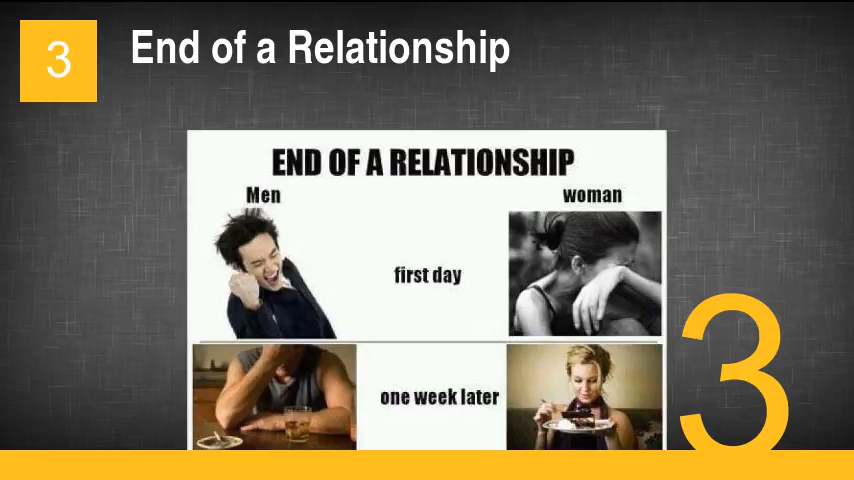 3
End of a Relationship
END OF A RELATIONSHIP
Men
woman
first day
one week later
3